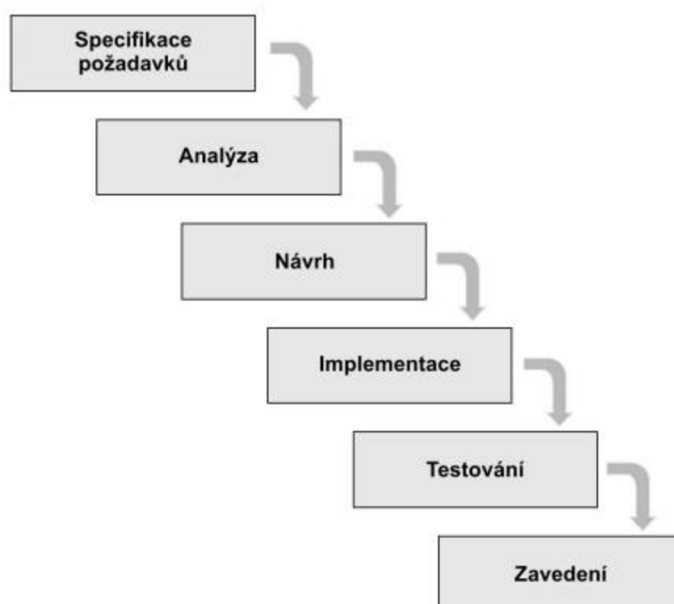 Specifikace
požadavků
Analýza
Návrh
Implementace
Testování
Zavedení